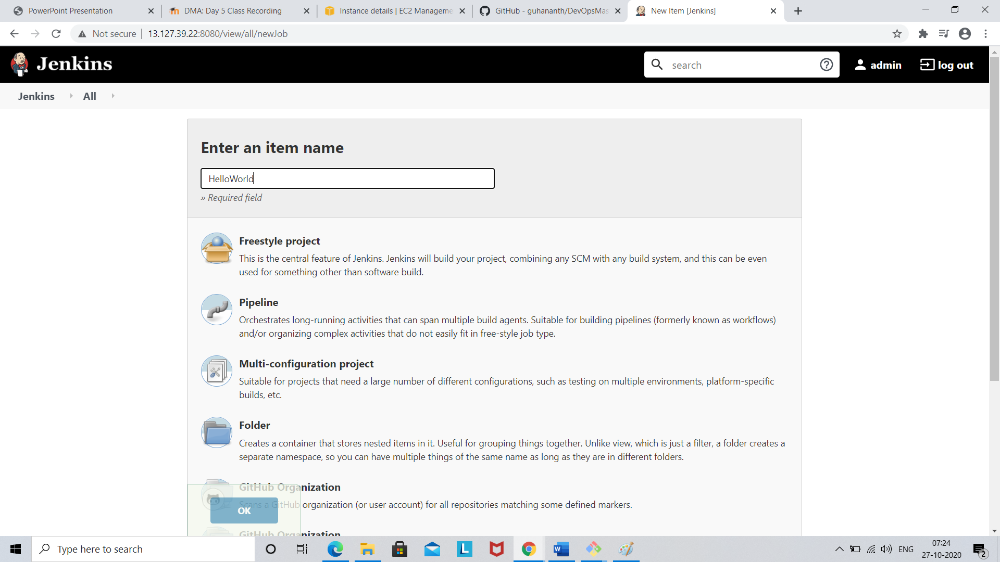 PowerPoint Presentation
DMA: Day 5 Class Recording
Instance details | EC2 Manageme
GitHub - guhananth/DevOpsMas
New Item [Jenkins]
Not secure
13.127.39.22:8080/view/all/newJob
Jenkins
search
admin
log out
Jenkins
All
Enter an item name
HelloWorld
» Required field
Freestyle project
This is the central feature of Jenkins. Jenkins will build your project, combining any SCM with any build system, and this can be even
used for something other than software build.
Pipeline
Orchestrates long-running activities that can span multiple build agents. Suitable for building pipelines (formerly known as workflows)
and/or organizing complex activities that do not easily fit in free-style job type.
Multi-configuration project
Suitable for projects that need a large number of different configurations, such as testing on multiple environments, platform-specific
builds, etc.
Folder
Creates a container that stores nested items in it. Useful for grouping things together. Unlike view, which is just a filter, a folder creates a
separate namespace, so you can have multiple things of the same name as long as they are in different folders.
GitHub Organization
Scans a GitHub organization (or user account) for all repositories matching some defined markers.
OK
GitHub Organization
Type here to search
L
W
ENG
07:24
27-10-2020
2